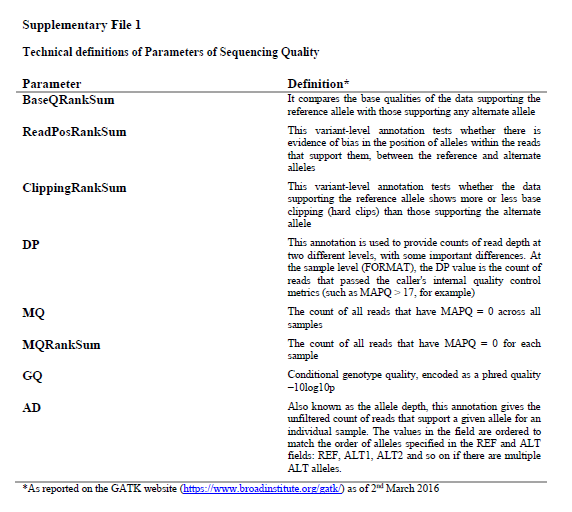 Supplementary File 1
Technical definitions of Parameters of Sequencing Quality
Parameter Definition*
BaseQRankSum It compares the base qualities of the data supporting the
reference allele with those supporting any alternate allele
ReadPosRankSum This variant-level annotation tests whether there is
evidence of bias in the position of alleles within the reads
that support them, between the reference and alternate
alleles
ClippingRankSum This variant-level annotation tests whether the data
supporting the reference allele shows more or less base
clipping (hard clips) than those supporting the alternate
allele
DP This annotation is used to provide counts of read depth at
two different levels, with some important differences. At
the sample level (FORMAT), the DP value is the count of
reads that passed the caller's internal quality control
metrics (such as MAPQ > 17, for example)
MQ The count of all reads that have MAPQ = 0 across all
samples
MQRankSum The count of all reads that have MAPQ = 0 for each
sample
GQ Conditional genotype quality, encoded as a phred quality
−10log10p
AD Also known as the allele depth, this annotation gives the
unfiltered count of reads that support a given allele for an
individual sample. The values in the field are ordered to
match the order of alleles specified in the REF and ALT
fields: REF, ALT1, ALT2 and so on if there are multiple
ALT alleles.
*As reported on the GATK website (https://www.broadinstitute.org/gatk/) as of 2nd March 2016